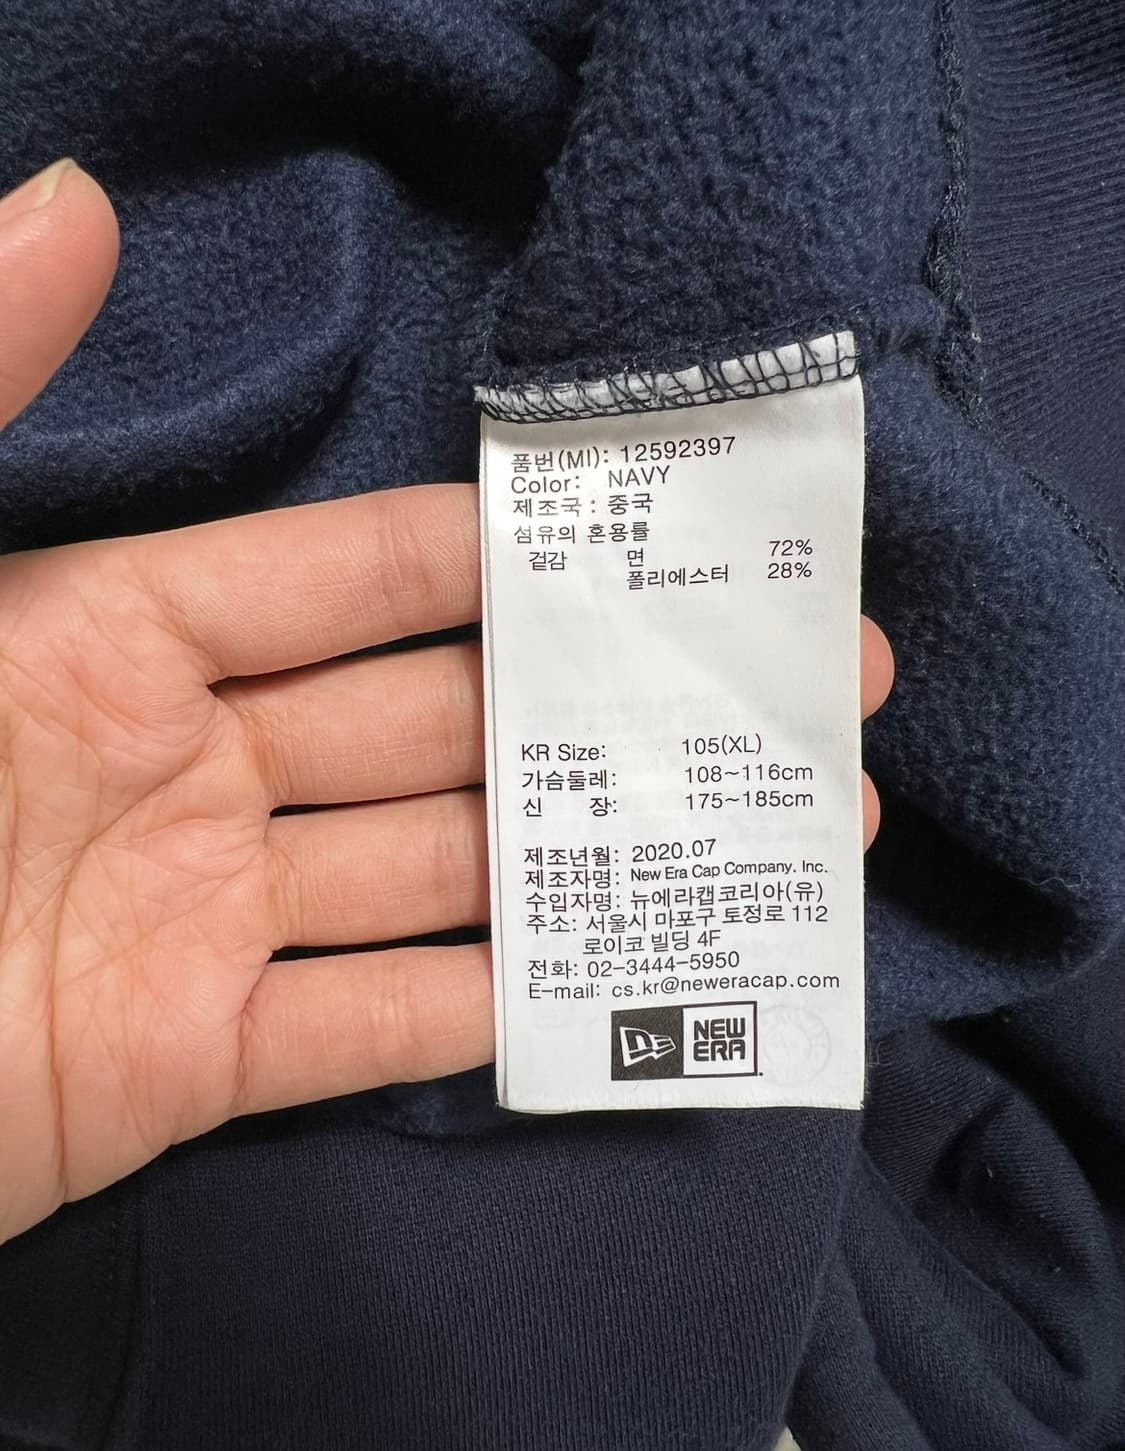 품번(MI): 12592397
Color: NAVY
제조국 : 중국
섬유의 혼용률
겉감 면 72%
폴리에스터 28%
KR Size: 105(XL)
가슴둘레: 108~116cm
신 장: 175~185cm
제조년월: 2020.07
제조자명: New Era Cap Company. Inc.
수입자명: 뉴에라캡코리아(유)
주소: 서울시 마포구 토정로 112
로이코 빌딩 4F
전화: 02-3444-5950
E-mail: cs.kr@neweracap.com
NEW
ERA